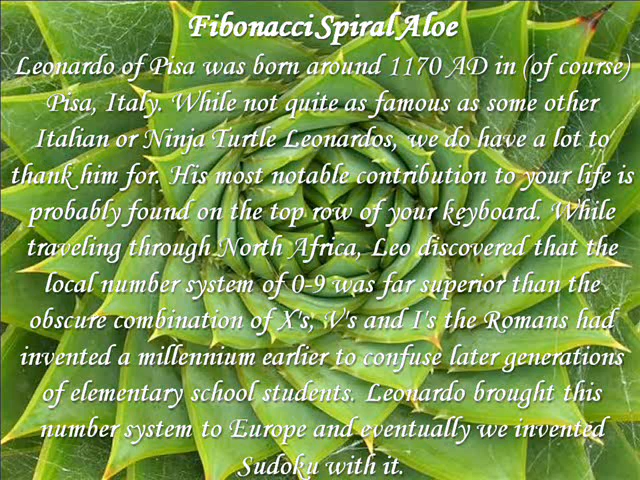 Fibonacci Spiral Aloe
Leonardo of Pisa was born around 1170 AD in (of course)
Pisa, Italy. While not quite as famous as some other
Italian or Ninja Turtle Leonardos, we do have a lot to
thank him for. His most notable contribution to your life is
probably found on the top row of your keyboard. While
traveling through North Africa, Leo discovered that the
local number system of 0-9 was far superior than the
obscure combination of X's, V's and I's the Romans had
invented a millennium earlier to confuse later generations
of elementary school students. Leonardo brought this
number system to Europe and eventually we invented
Sudoku with it.